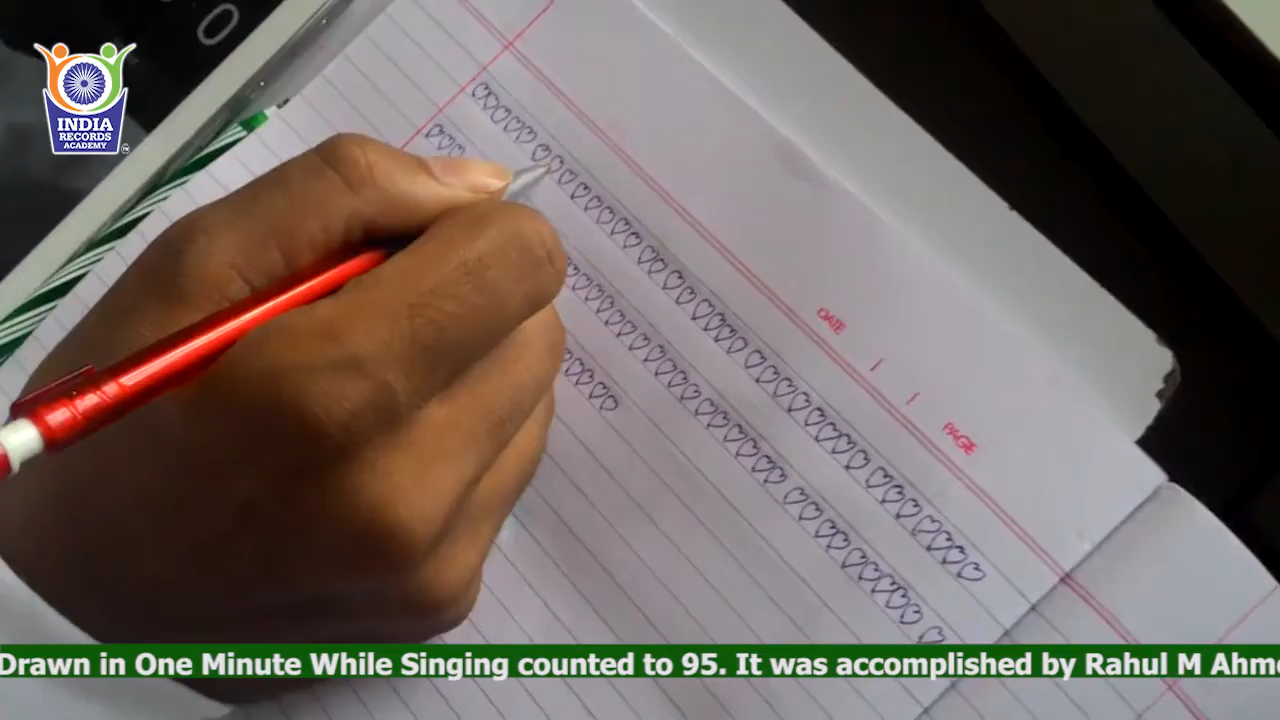 INDIA
RECORDS
ACADEMY
DATE / /
PAGE
Drawn in One Minute While Singing counted to 95. It was accomplished by Rahul M Ahme